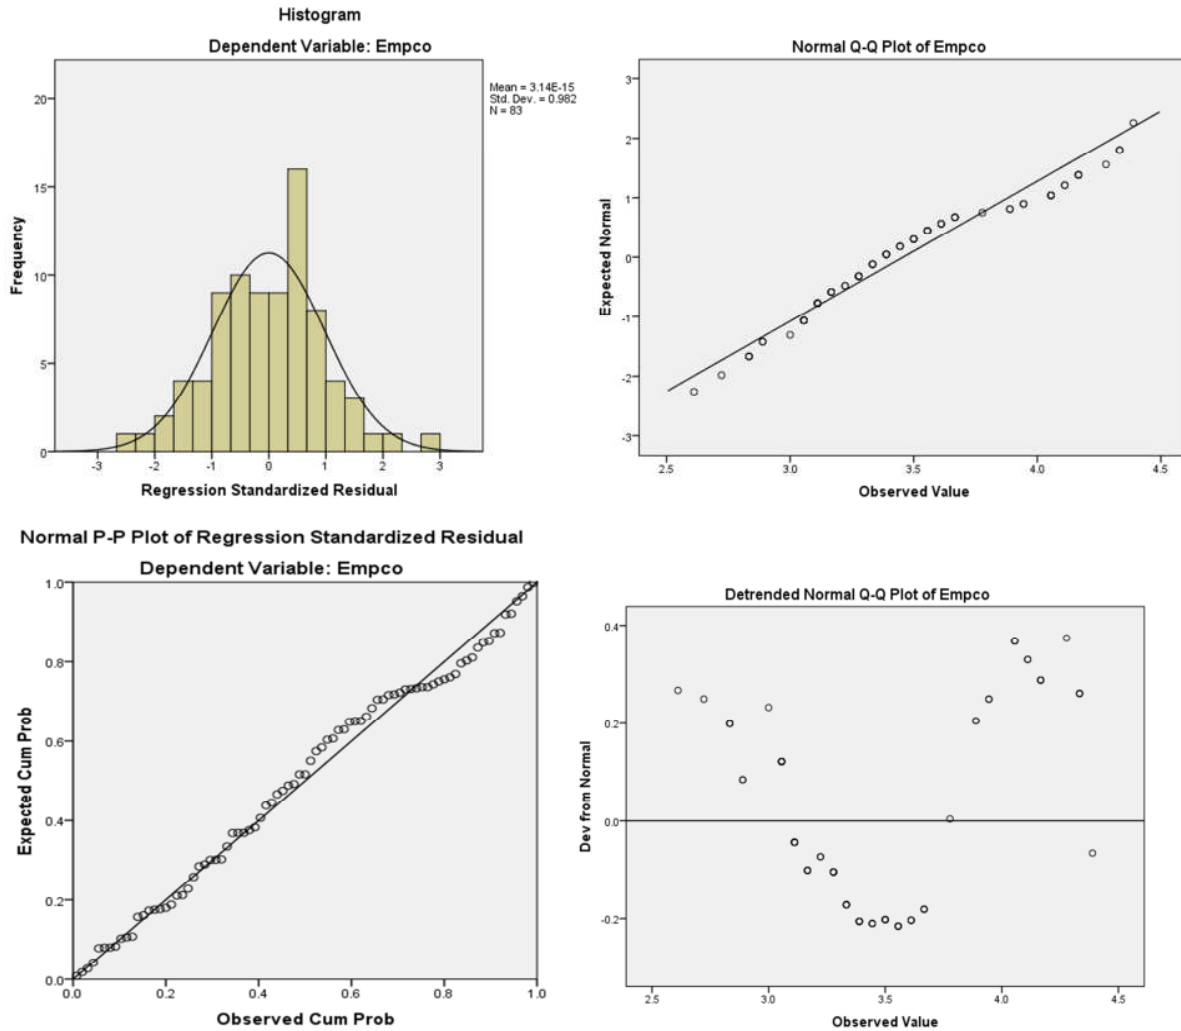 Histogram
Dependent Variable: Empco
Mean = 3.14E-15
Std. Dev. = 0.982
N = 83
20
15
10
5
0
Frequency
-3 -2 -1 0 1 2 3
Regression Standardized Residual
Normal Q-Q Plot of Empco
3
2
1
0
-1
-2
-3
Expected Normal
2.5 3.0 3.5 4.0 4.5
Observed Value
Normal P-P Plot of Regression Standardized Residual
Dependent Variable: Empco
1.0
0.8
0.6
0.4
0.2
0.0
Expected Cum Prob
0.0 0.2 0.4 0.6 0.8 1.0
Observed Cum Prob
Detrended Normal Q-Q Plot of Empco
0.4
0.2
0.0
-0.2
Dev from Normal
2.5 3.0 3.5 4.0 4.5
Observed Value